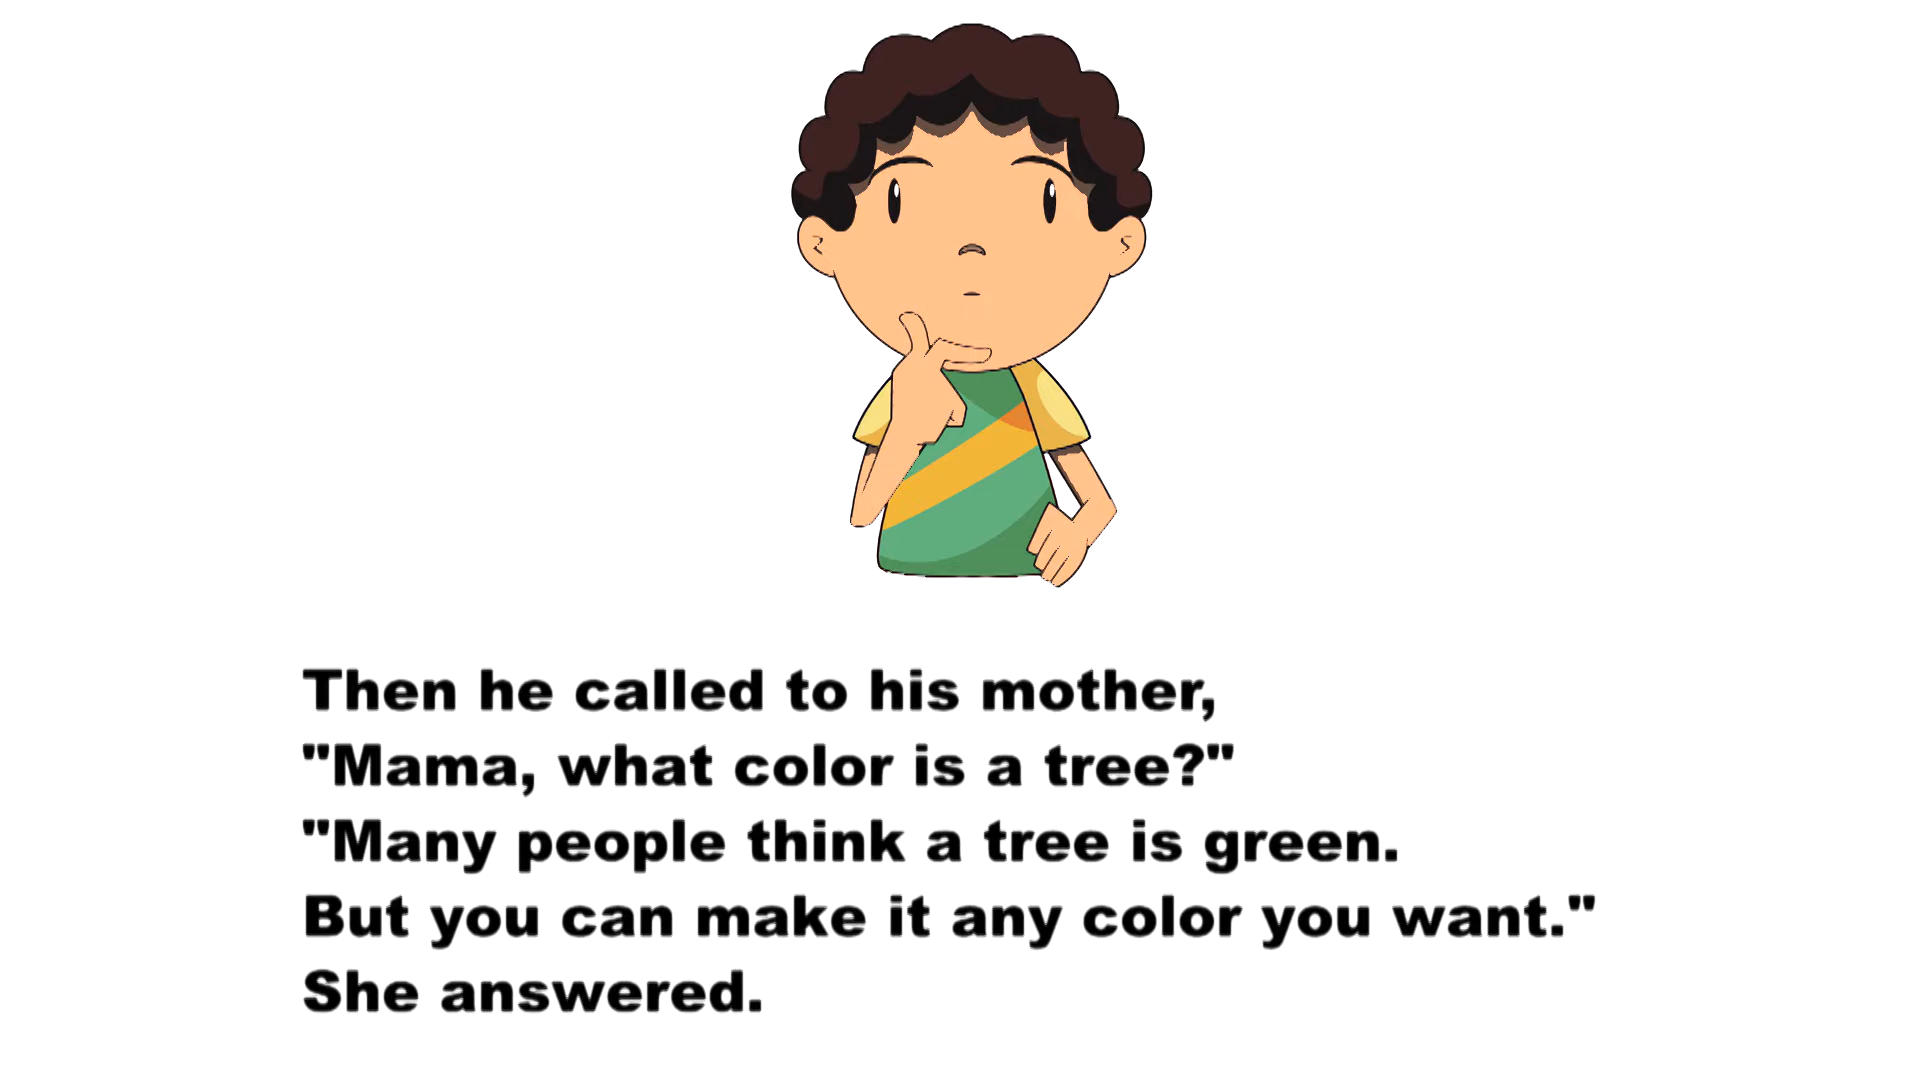 Then he called to his mother,
"Mama, what color is a tree?"
"Many people think a tree is green.
But you can make it any color you want."
She answered.